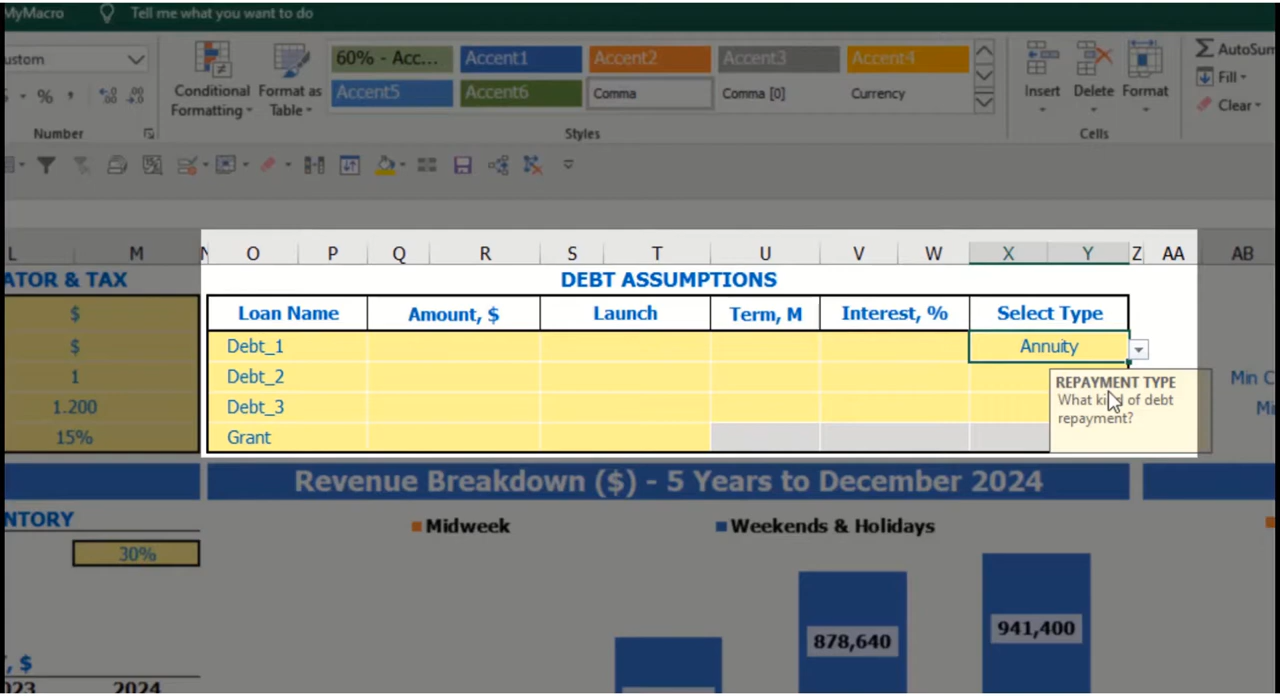 MyMacro Tell me what you want to do
ustom
60% - Acc... Accent1 Accent2 Accent3 Accent4
Accent5 Accent6 Comma Comma [0] Currency
Conditional Formatting
Format as Table
Insert Delete Format
AutoSum
Fill
Clear
%
Number Styles Cells
L M N O P Q R S T U V W X Y Z AA AB
ATOR & TAX DEBT ASSUMPTIONS
Loan Name Amount, $ Launch Term, M Interest, % Select Type
$
$ Debt_1 Annuity
1 Debt_2
1.200 Debt_3
15% Grant
REPAYMENT TYPE
What kind of debt
repayment?
Min C
Mi
Revenue Breakdown ($) - 5 Years to December 2024
NTORY
Midweek Weekends & Holidays
30%
878,640 941,400
, $
023 2024